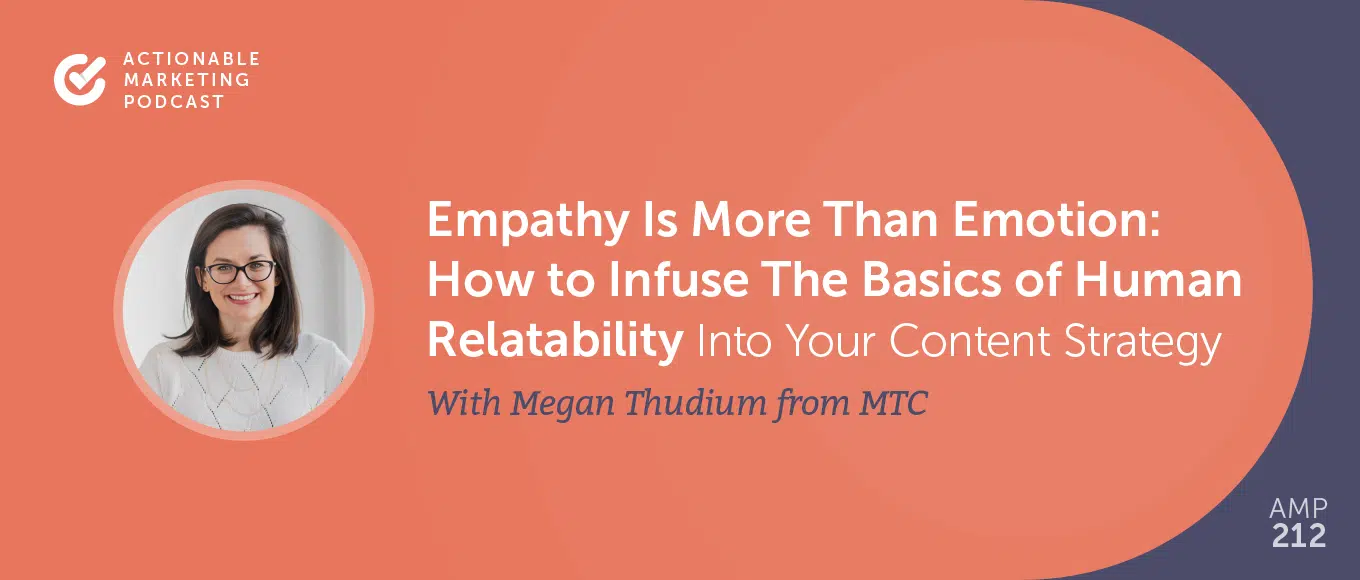 ACTIONABLE
MARKETING
PODCAST
Empathy Is More Than Emotion:
How to Infuse The Basics of Human
Relatability Into Your Content Strategy
With Megan Thudium from MTC
AMP
212